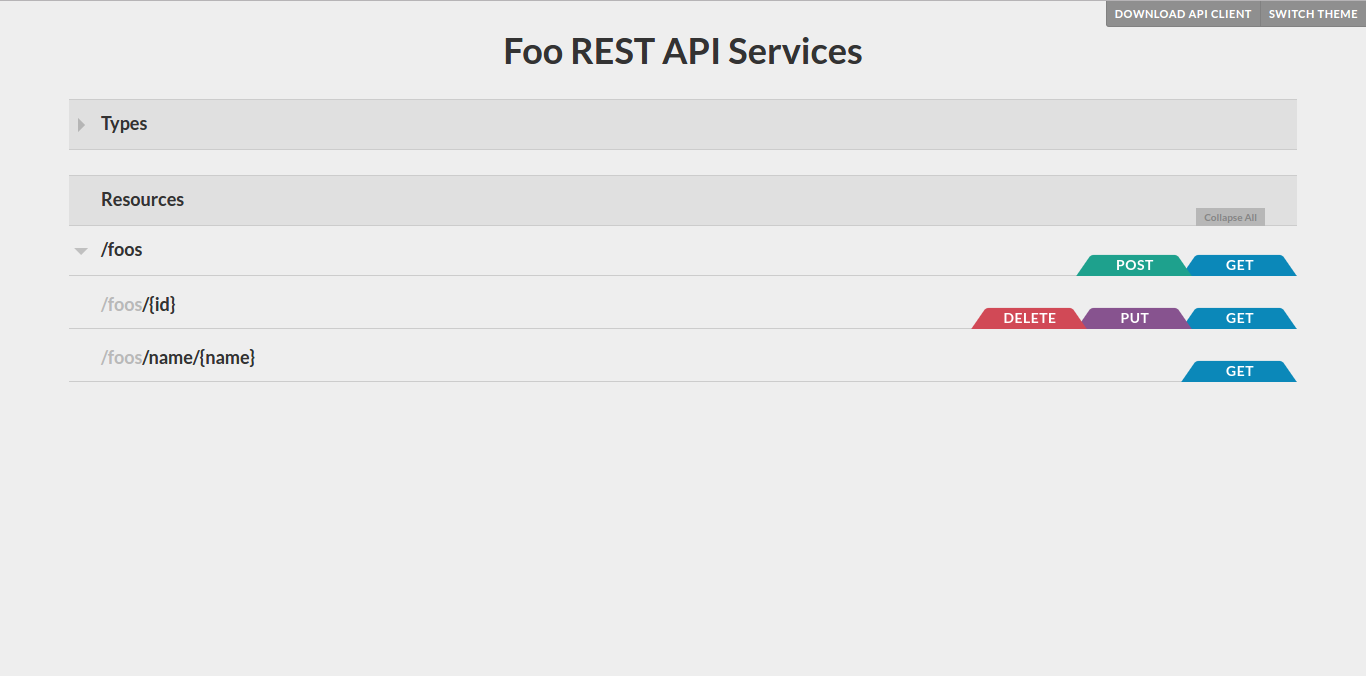 DOWNLOAD API CLIENT SWITCH THEME
Foo REST API Services
Types
Resources
Collapse All
/foos POST GET
/foos/{id} DELETE PUT GET
/foos/name/{name} GET